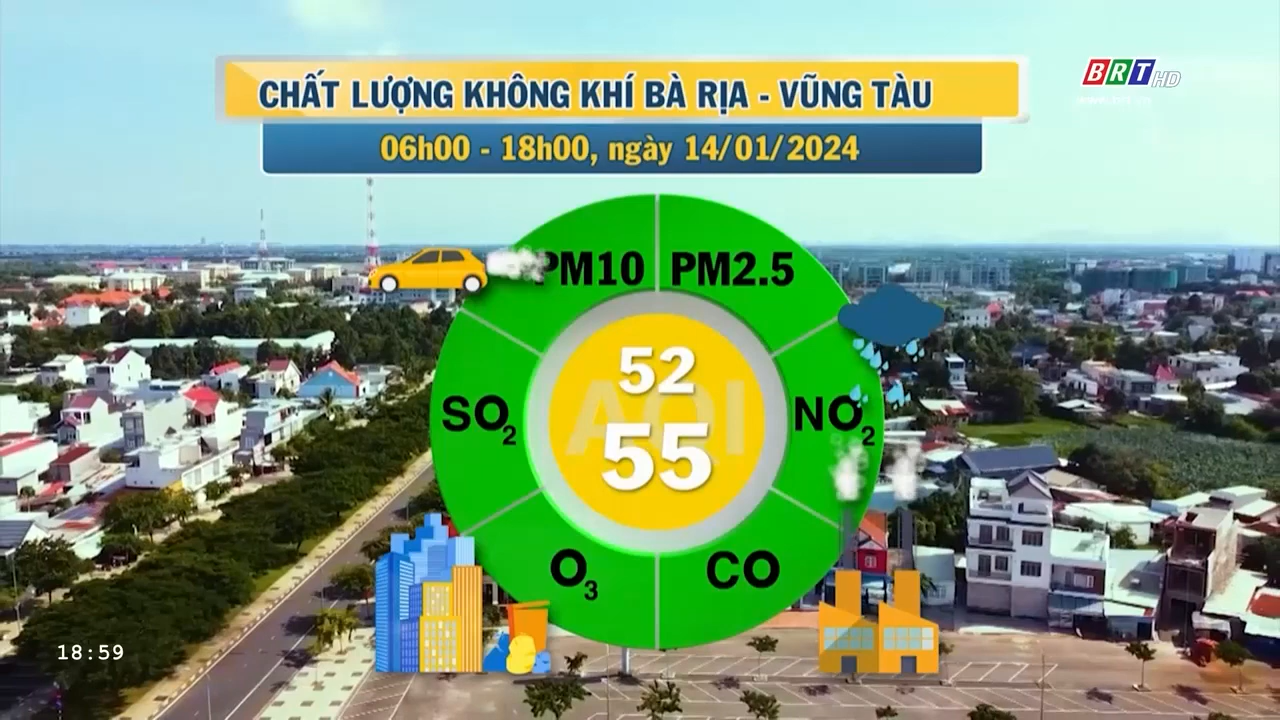 CHẤT LƯỢNG KHÔNG KHÍ BÀ RỊA - VŨNG TÀU
BRT HD
06h00 - 18h00, ngày 14/01/2024
PM10 PM2.5
52
AQI
SO₂ NO₂
55
O₃ CO
18:59